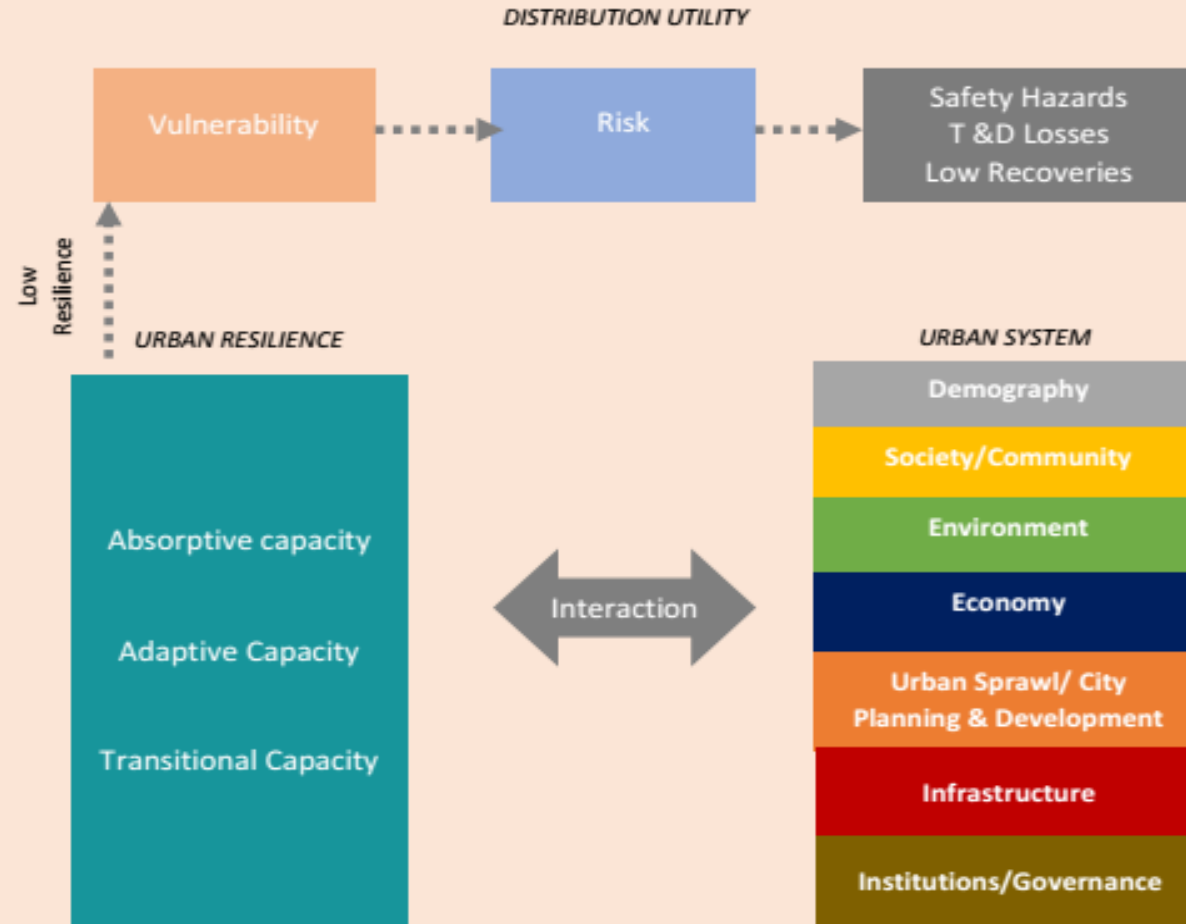 DISTRIBUTION UTILITY
Vulnerability
Risk
Safety Hazards
T &D Losses
Low Recoveries
Low
Resilience
URBAN RESILIENCE
Absorptive capacity
Adaptive Capacity
Transitional Capacity
Interaction
URBAN SYSTEM
Demography
Society/Community
Environment
Economy
Urban Sprawl/ City
Planning & Development
Infrastructure
Institutions/Governance